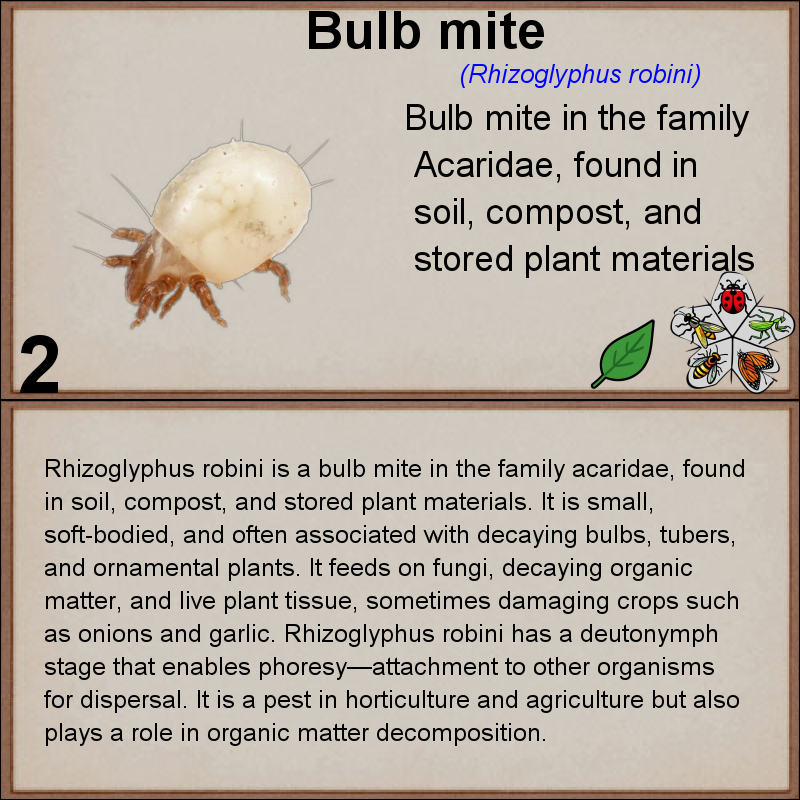 Bulb mite
(Rhizoglyphus robini)
Bulb mite in the family
Acaridae, found in
soil, compost, and
stored plant materials
2
Rhizoglyphus robini is a bulb mite in the family acaridae, found
in soil, compost, and stored plant materials. It is small,
soft-bodied, and often associated with decaying bulbs, tubers,
and ornamental plants. It feeds on fungi, decaying organic
matter, and live plant tissue, sometimes damaging crops such
as onions and garlic. Rhizoglyphus robini has a deutonymph
stage that enables phoresy—attachment to other organisms
for dispersal. It is a pest in horticulture and agriculture but also
plays a role in organic matter decomposition.